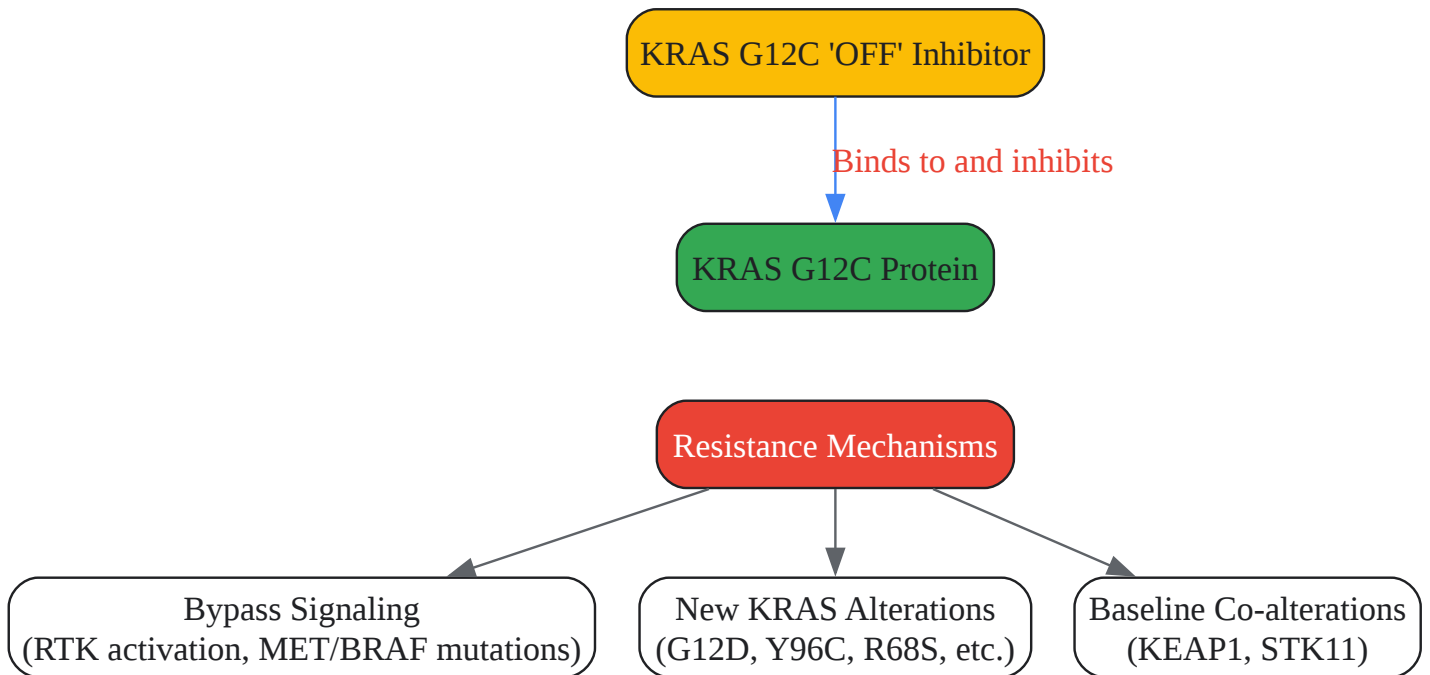 KRAS G12C 'OFF' Inhibitor
Binds to and inhibits
KRAS G12C Protein
Resistance Mechanisms
Bypass Signaling
(RTK activation, MET/BRAF mutations)
New KRAS Alterations
(G12D, Y96C, R68S, etc.)
Baseline Co-alterations
(KEAP1, STK11)